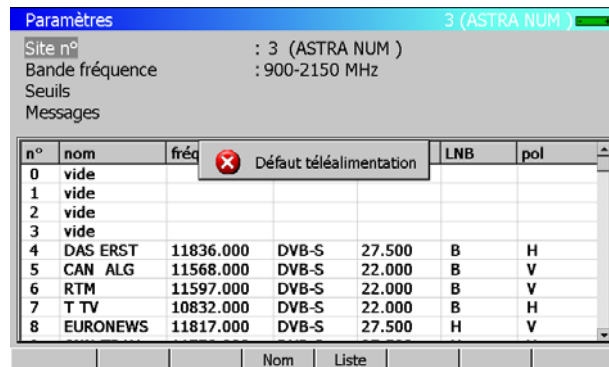 Paramètres 3 (ASTRA NUM )
Site n° : 3 (ASTRA NUM )
Bande fréquence : 900-2150 MHz
Seuils
Messages
n° nom fréq LNB pol
Défaut téléalimentation
0 vide
1 vide
2 vide
3 vide
4 DAS ERST 11836.000 DVB-S 27.500 B H
5 CAN ALG 11568.000 DVB-S 22.000 B V
6 RTM 11597.000 DVB-S 22.000 B V
7 T TV 10832.000 DVB-S 22.000 B H
8 EURONEWS 11817.000 DVB-S 27.500 H V
Nom Liste